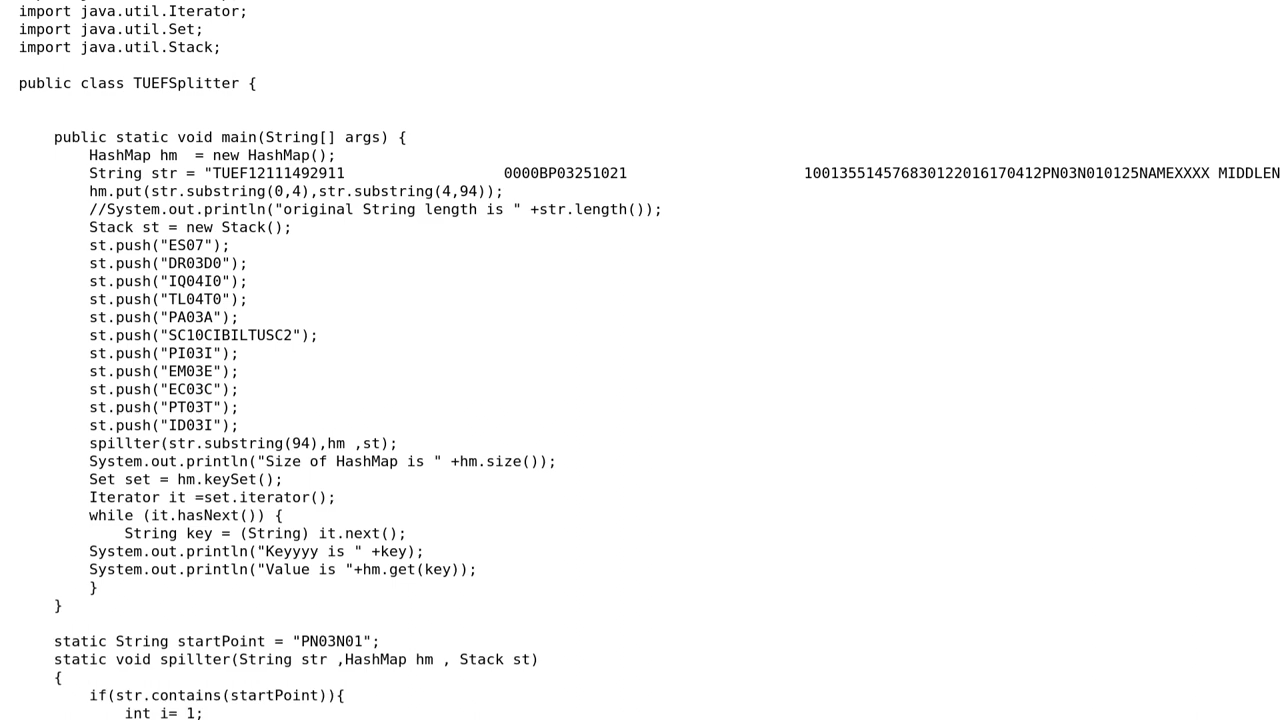 import java.util.Iterator;
import java.util.Set;
import java.util.Stack;

public class TUEFSplitter {


    public static void main(String[] args) {
        HashMap hm  = new HashMap();
        String str = "TUEF12111492911                  0000BP03251021                    100135514576830122016170412PN03N010125NAMEXXXX MIDDLEN
        hm.put(str.substring(0,4),str.substring(4,94));
        //System.out.println("original String length is " +str.length());
        Stack st = new Stack();
        st.push("ES07");
        st.push("DR03D0");
        st.push("IQ04I0");
        st.push("TL04T0");
        st.push("PA03A");
        st.push("SC10CIBILTUSC2");
        st.push("PI03I");
        st.push("EM03E");
        st.push("EC03C");
        st.push("PT03T");
        st.push("ID03I");
        spillter(str.substring(94),hm ,st);
        System.out.println("Size of HashMap is " +hm.size());
        Set set = hm.keySet();
        Iterator it =set.iterator();
        while (it.hasNext()) {
            String key = (String) it.next();
        System.out.println("Keyyyy is " +key);
        System.out.println("Value is "+hm.get(key));
        }
    }

    static String startPoint = "PN03N01";
    static void spillter(String str ,HashMap hm , Stack st)
    {
        if(str.contains(startPoint)){
            int i= 1;